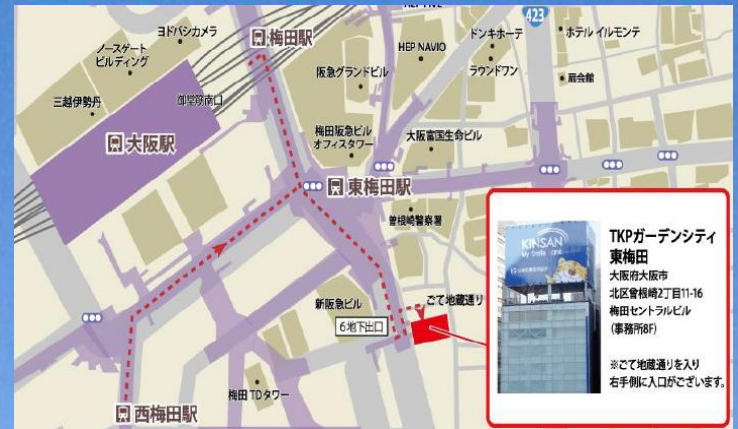 423
ヨドバシカメラ
梅田駅
HEP NAVIO
ドンキホーテ
ホテル イルモンテ
ノースゲート
ビルディング
阪急グランドビル
ラウンドワン
扇会館
三越伊勢丹
御堂筋南口
大阪駅
梅田阪急ビル
オフィスタワー
大阪富国生命ビル
東梅田駅
曽根崎警察署
新阪急ビル
ごて地蔵通り
6地下出口
梅田TDタワー
西梅田駅
KINSAN
TKPガーデンシティ
東梅田
大阪府大阪市
北区曾根崎2丁目11-16
梅田セントラルビル
(事務所8F)
※ごて地蔵通りを入り
右手側に入口がございます。